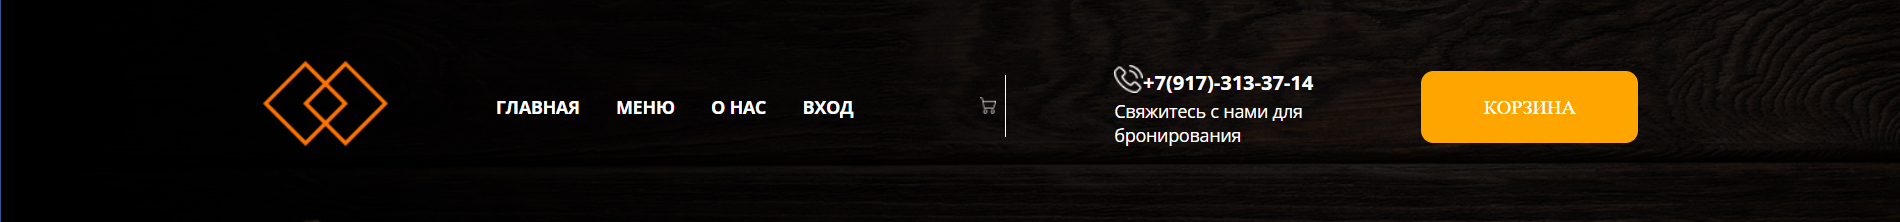 ГЛАВНАЯ МЕНЮ О НАС ВХОД
+7(917)-313-37-14
Свяжитесь с нами для
бронирования
КОРЗИНА